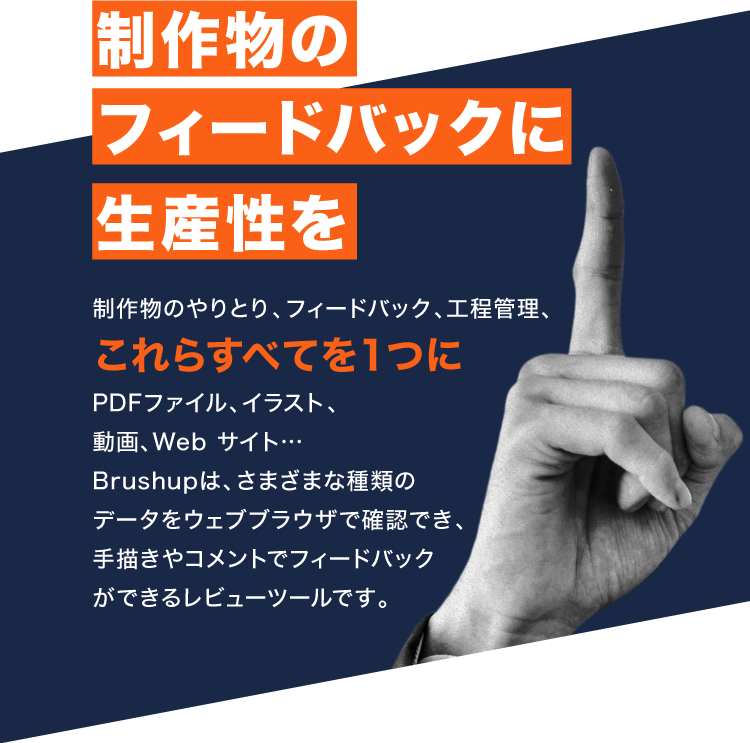 制作物の
フィードバックに
生産性を
制作物のやりとり、フィードバック、工程管理、
これらすべてを1つに
PDFファイル、イラスト、
動画、Web サイト…
Brushupは、さまざまな種類の
データをウェブブラウザで確認でき、
手描きやコメントでフィードバック
ができるレビューツールです。